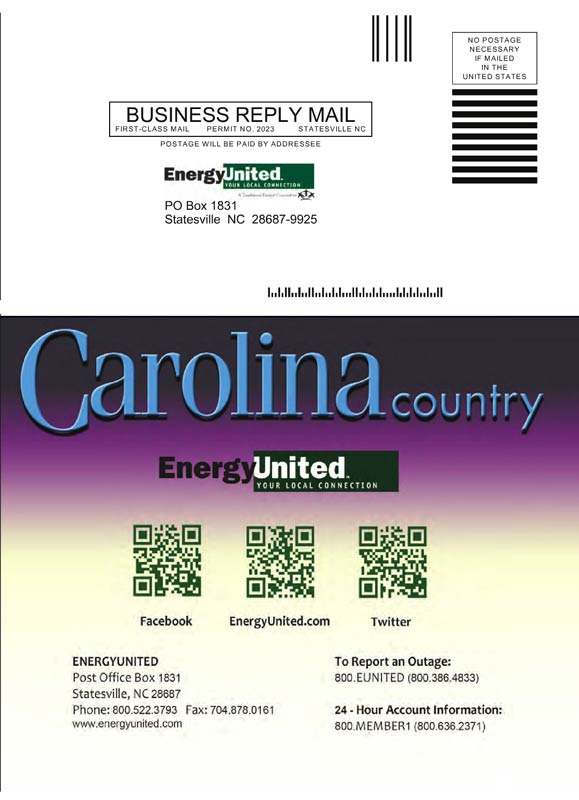 NO POSTAGE
NECESSARY
IF MAILED
IN THE
UNITED STATES
BUSINESS REPLY MAIL
FIRST-CLASS MAIL PERMIT NO. 2023 STATESVILLE NC
POSTAGE WILL BE PAID BY ADDRESSEE
EnergyUnited.
YOUR LOCAL CONNECTION
A Touchstone Energy Cooperative
PO Box 1831
Statesville NC 28687-9925
Carolina country
EnergyUnited.
YOUR LOCAL CONNECTION
Facebook EnergyUnited.com Twitter
ENERGYUNITED
Post Office Box 1831
Statesville, NC 28687
Phone: 800.522.3793 Fax: 704.878.0161
www.energyunited.com
To Report an Outage:
800.EUNITED (800.386.4833)
24 - Hour Account Information:
800.MEMBER1 (800.636.2371)